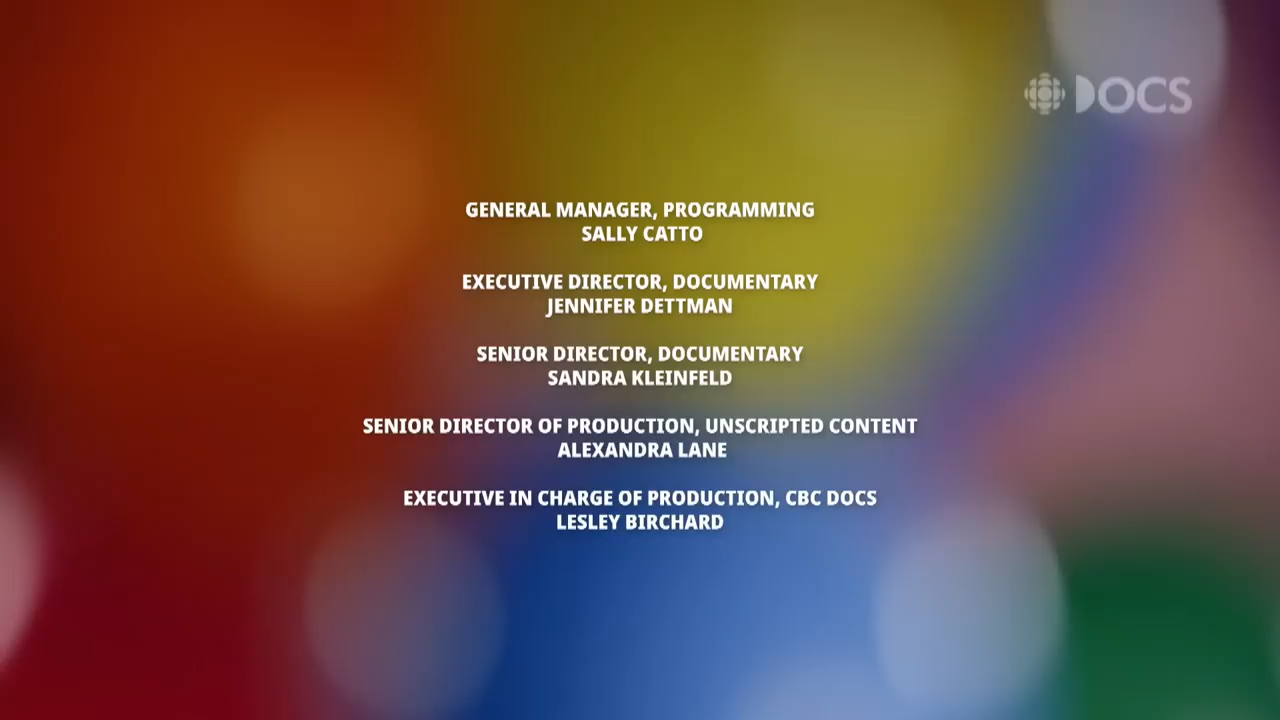 DOCS
GENERAL MANAGER, PROGRAMMING
SALLY CATTO
EXECUTIVE DIRECTOR, DOCUMENTARY
JENNIFER DETTMAN
SENIOR DIRECTOR, DOCUMENTARY
SANDRA KLEINFELD
SENIOR DIRECTOR OF PRODUCTION, UNSCRIPTED CONTENT
ALEXANDRA LANE
EXECUTIVE IN CHARGE OF PRODUCTION, CBC DOCS
LESLEY BIRCHARD